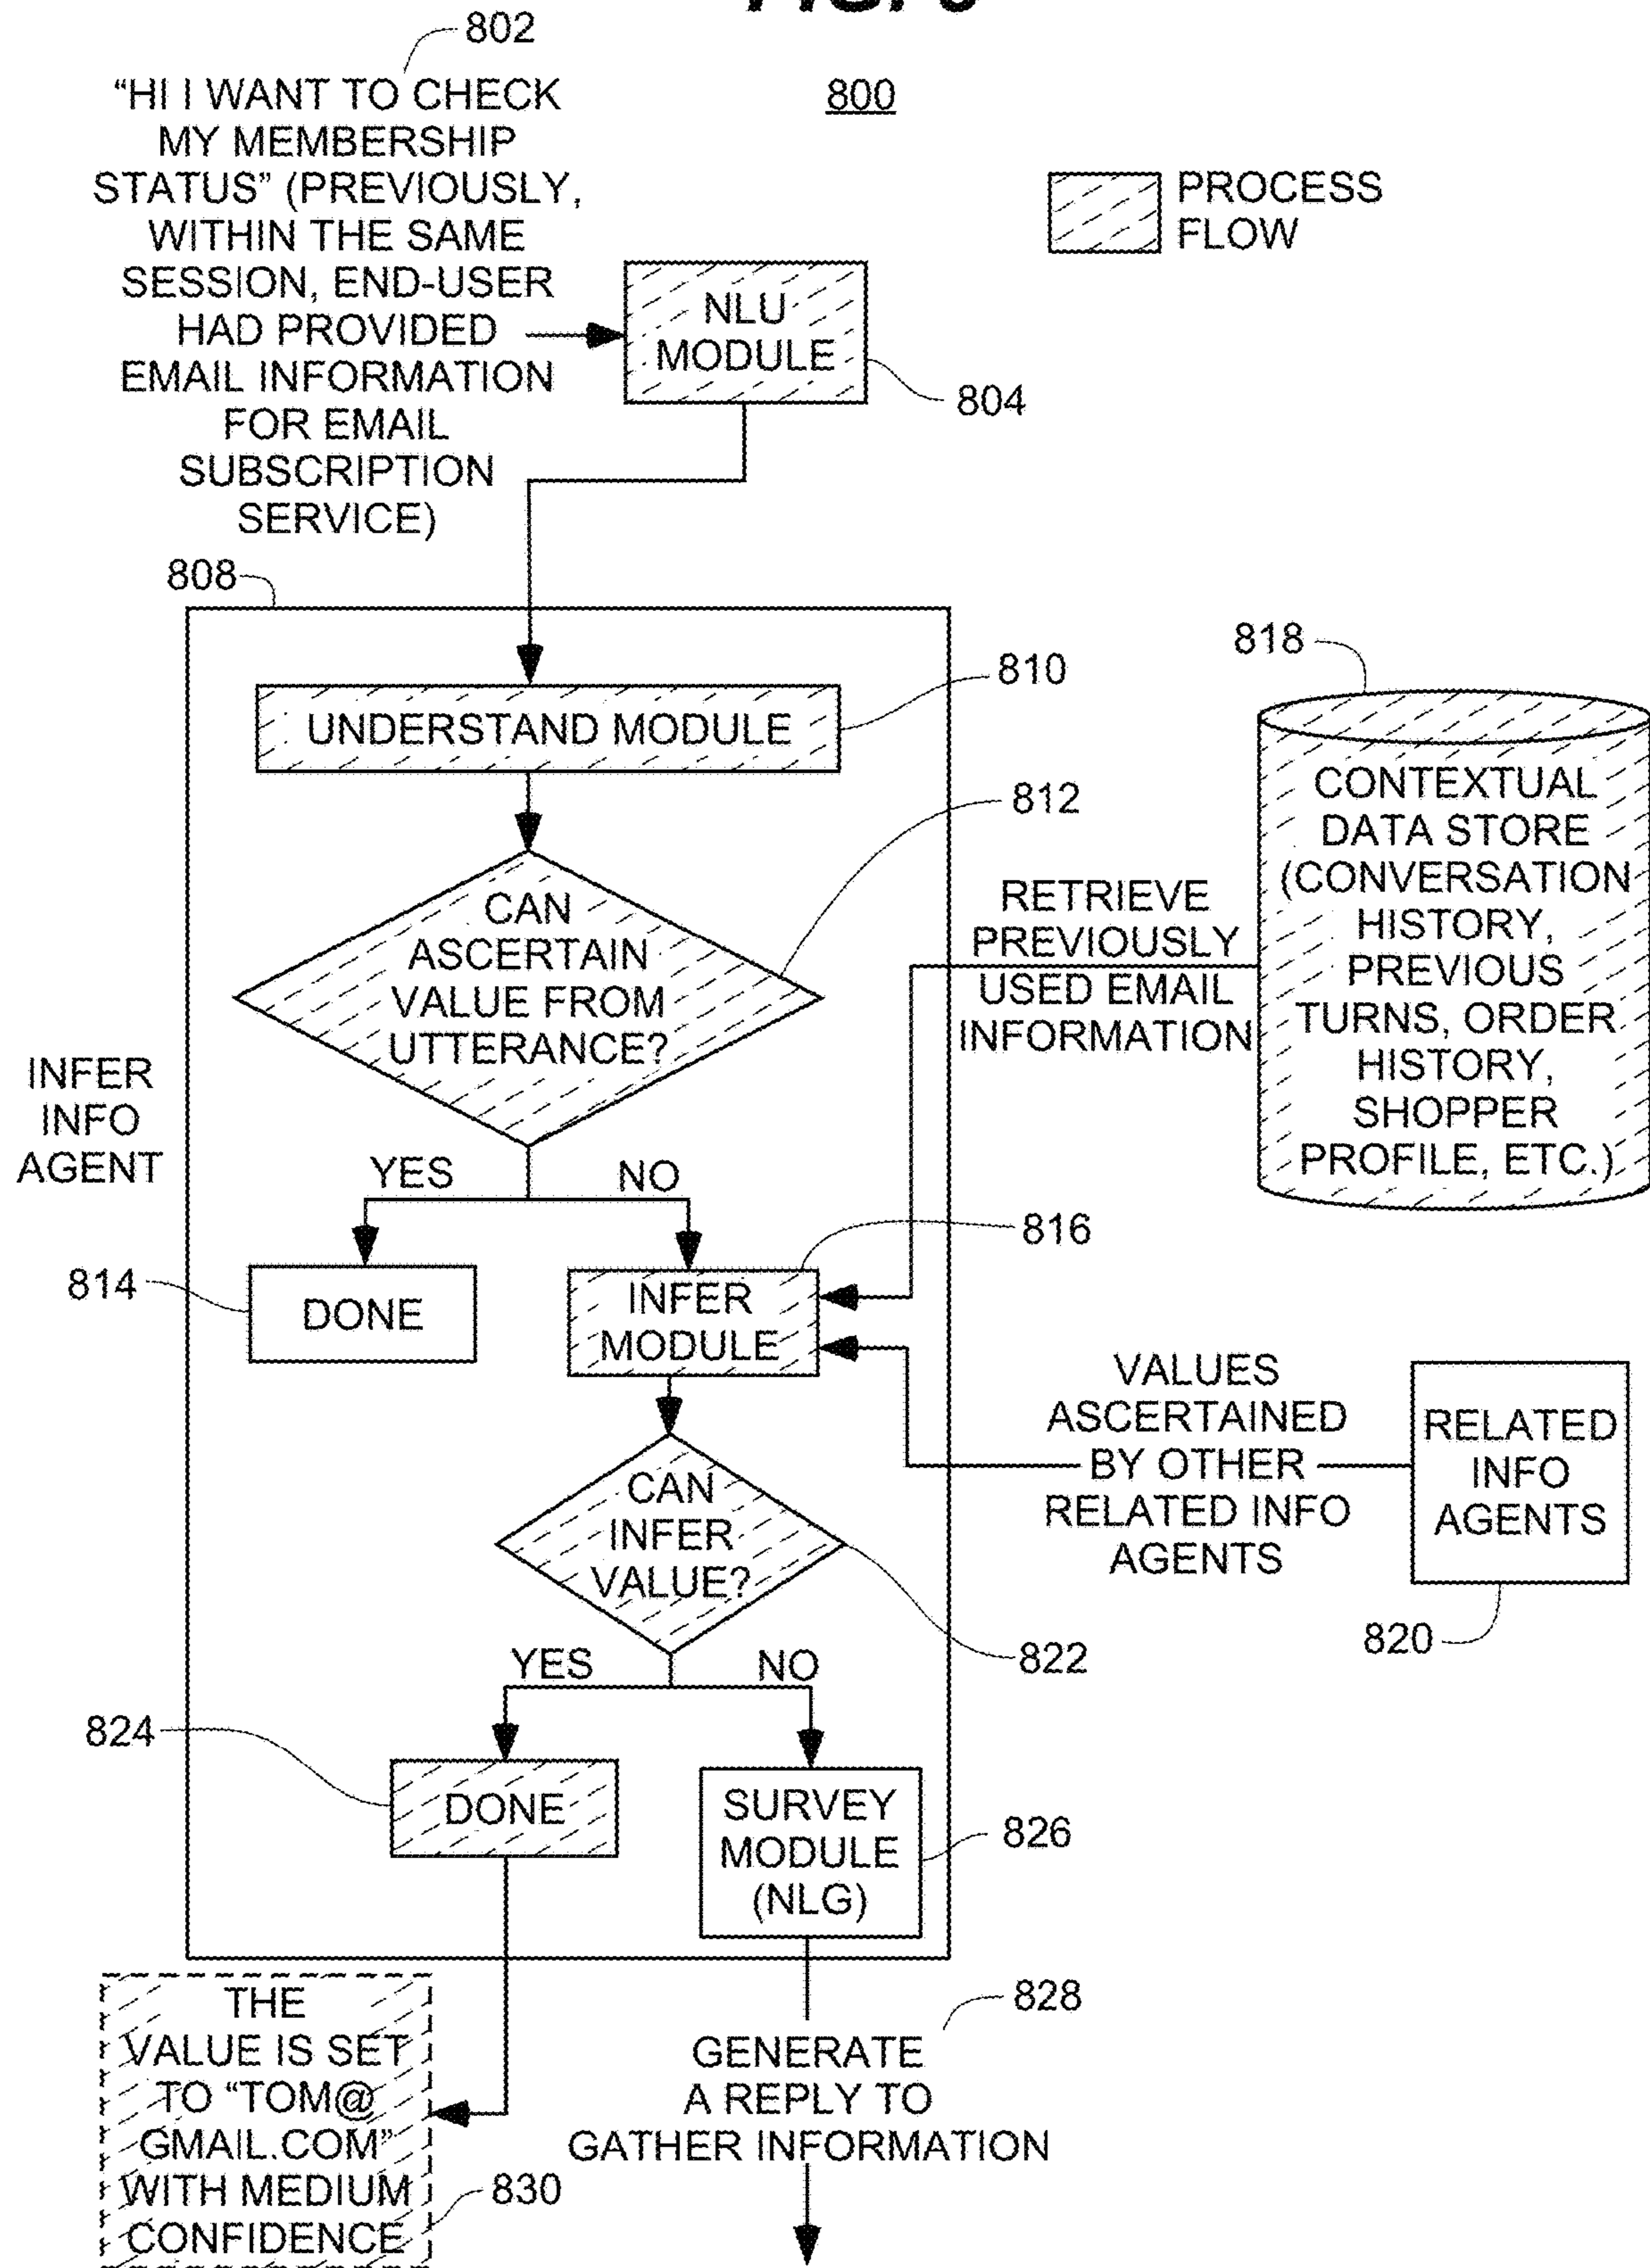 802
"HI I WANT TO CHECK
MY MEMBERSHIP
STATUS" (PREVIOUSLY,
WITHIN THE SAME
SESSION, END-USER
HAD PROVIDED
EMAIL INFORMATION
FOR EMAIL
SUBSCRIPTION
SERVICE)
800
PROCESS
FLOW
NLU
MODULE
804
808
INFER
INFO
AGENT
UNDERSTAND MODULE
810
CAN
ASCERTAIN
VALUE FROM
UTTERANCE?
812
818
CONTEXTUAL
DATA STORE
(CONVERSATION
HISTORY,
PREVIOUS
TURNS, ORDER
HISTORY,
SHOPPER
PROFILE, ETC.)
RETRIEVE
PREVIOUSLY
USED EMAIL
INFORMATION
YES
NO
814
DONE
INFER
MODULE
816
VALUES
ASCERTAINED
BY OTHER
RELATED INFO
AGENTS
RELATED
INFO
AGENTS
820
CAN
INFER
VALUE?
822
YES
NO
824
DONE
SURVEY
MODULE
(NLG)
826
828
GENERATE
A REPLY TO
GATHER INFORMATION
THE
VALUE IS SET
TO "TOM@
GMAIL.COM"
WITH MEDIUM
CONFIDENCE
830